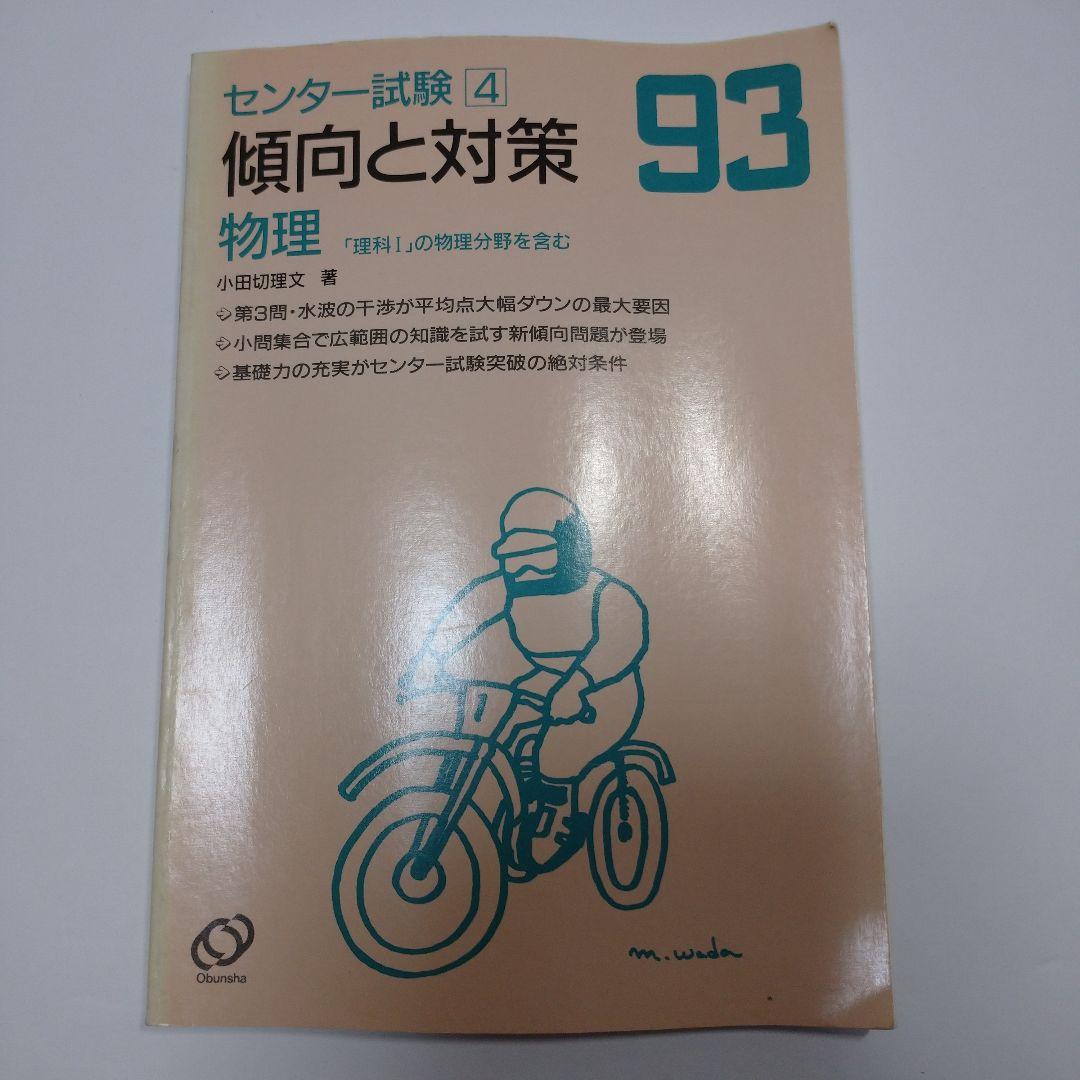 センター試験 4
傾向と対策
93
物理 「理科Ⅰ」の物理分野を含む
小田切理文 著
➪第3問・水波の干渉が平均点大幅ダウンの最大要因
➪小問集合で広範囲の知識を試す新傾向問題が登場
➪基礎力の充実がセンター試験突破の絶対条件
m.wada
Obunsha